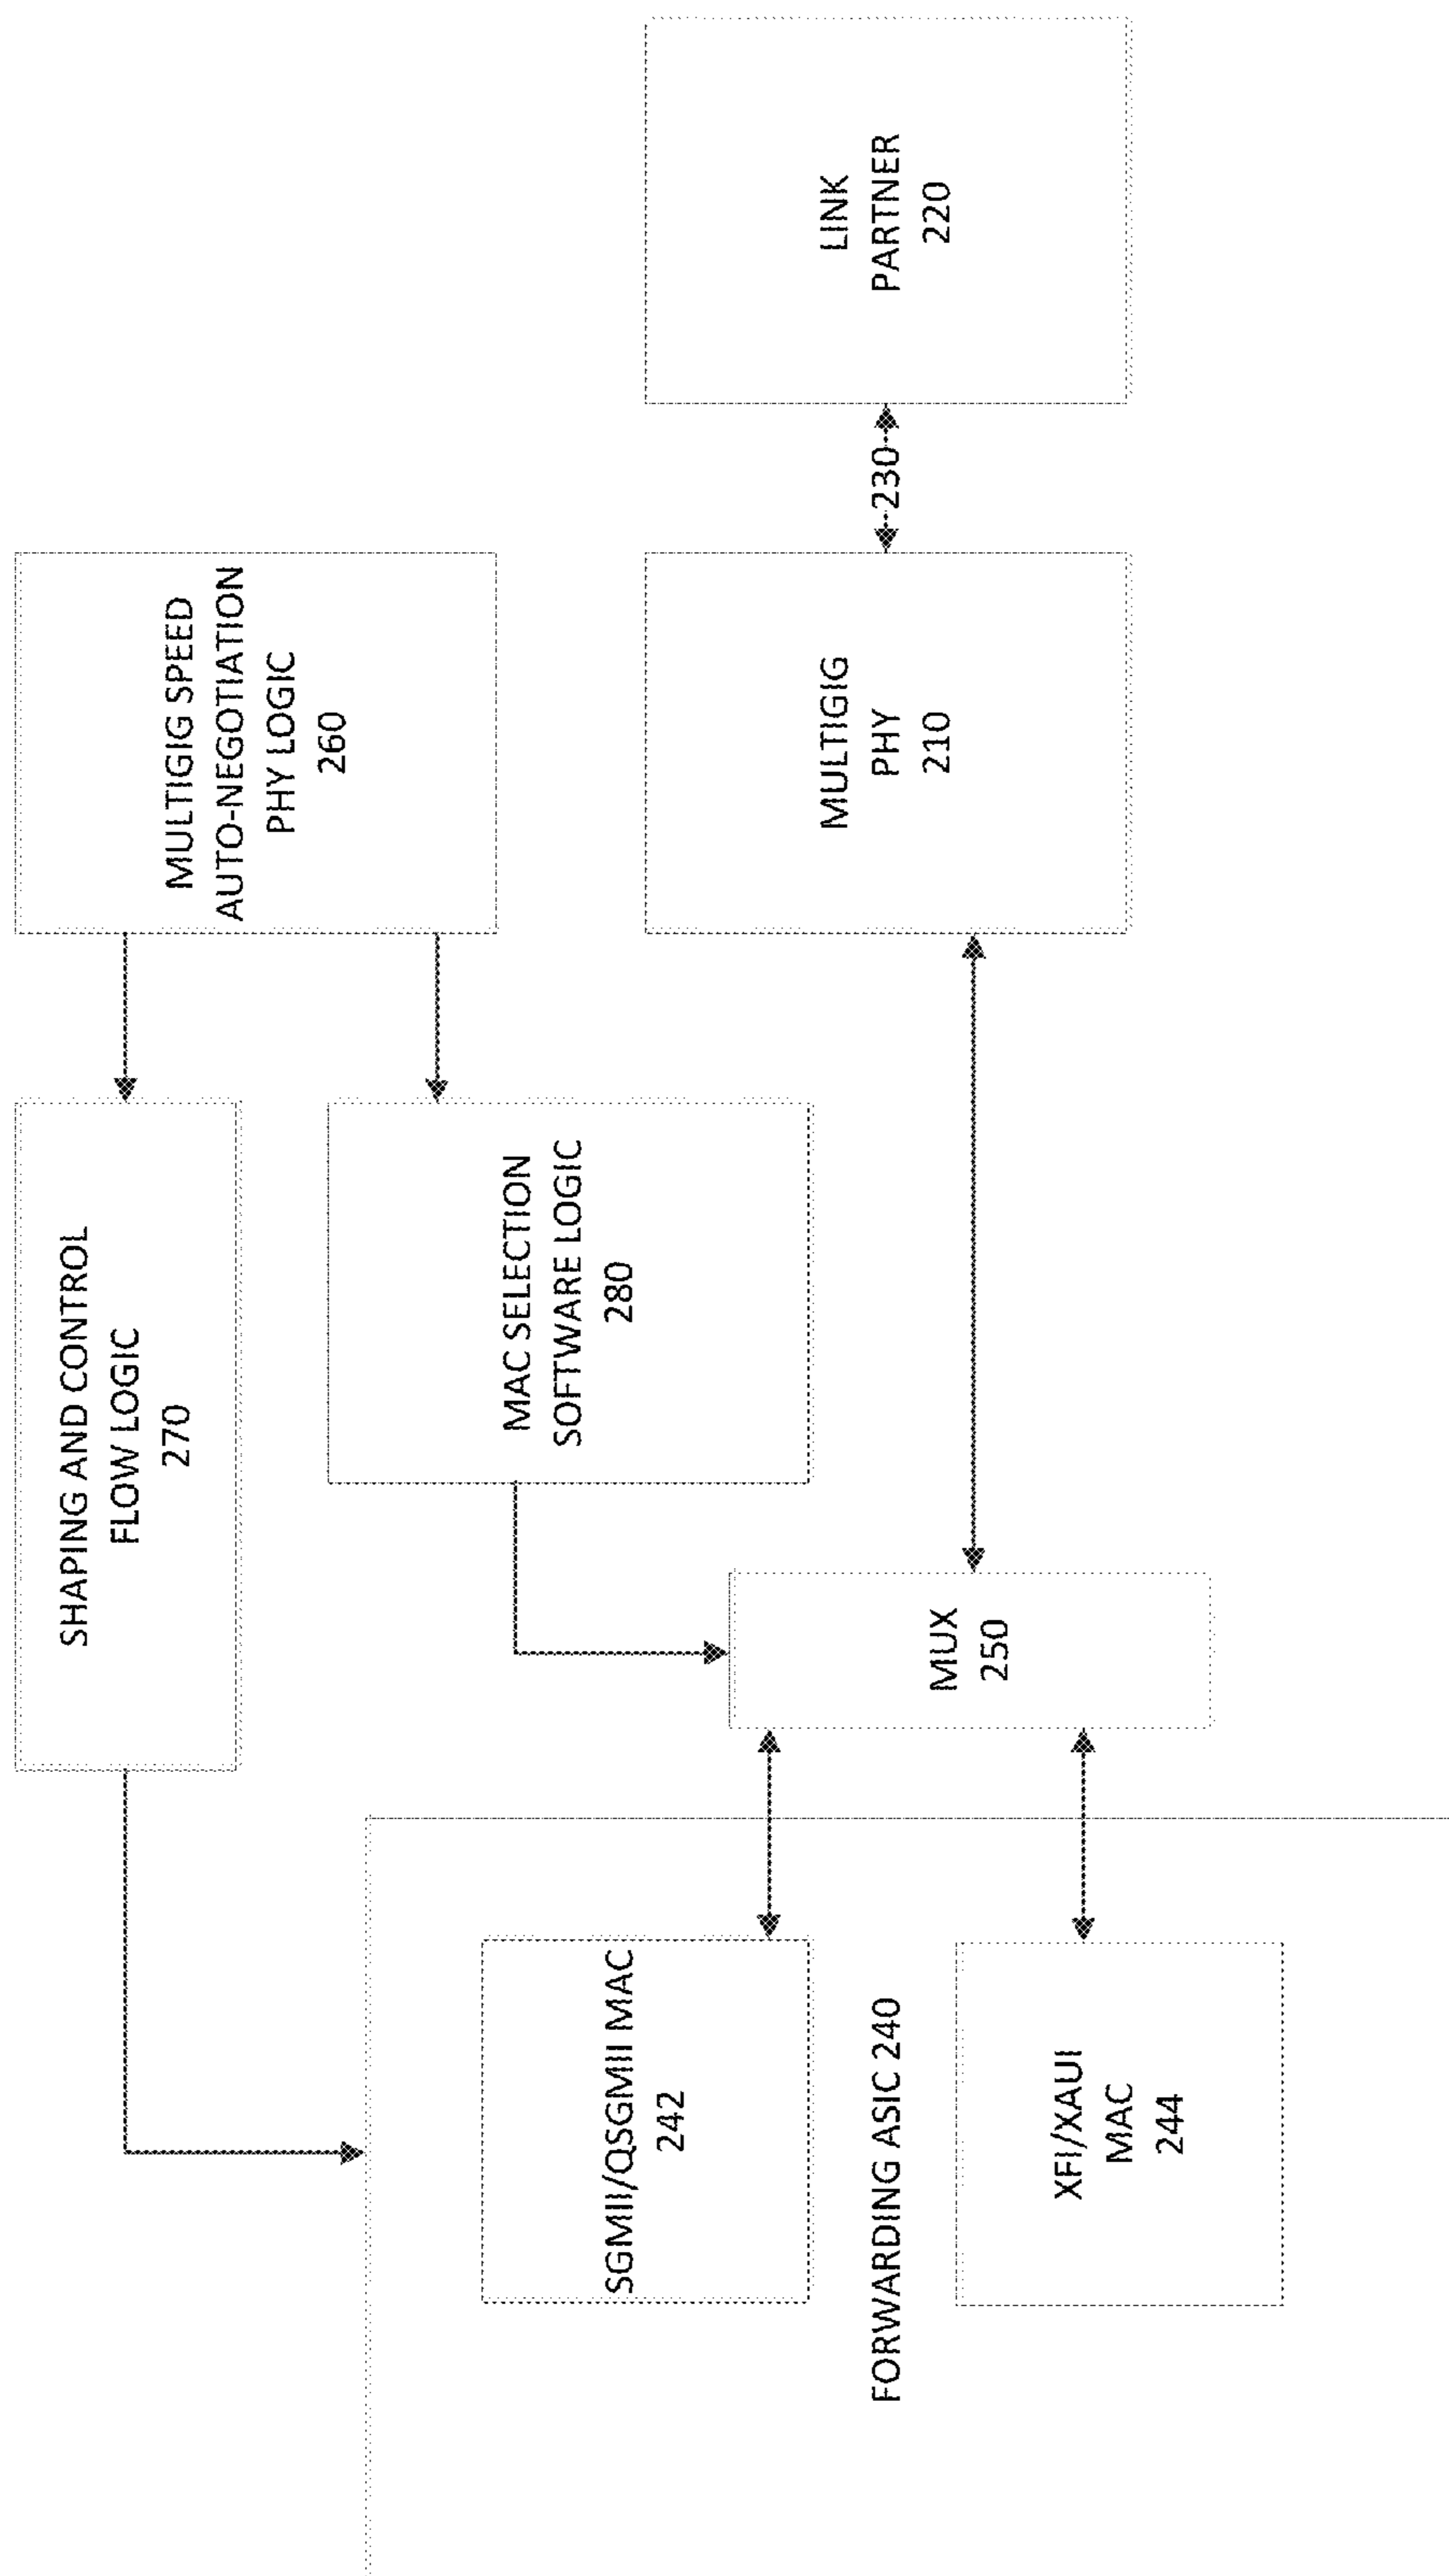 SHAPING AND CONTROL
FLOW LOGIC
270
MULTIGIG SPEED
AUTO-NEGOTIATION
PHY LOGIC
260
MAC SELECTION
SOFTWARE LOGIC
280
SGMII/QSGMII MAC
242
FORWARDING ASIC 240
XFI/XAUI
MAC
244
MUX
250
MULTIGIG
PHY
210
230
LINK
PARTNER
220